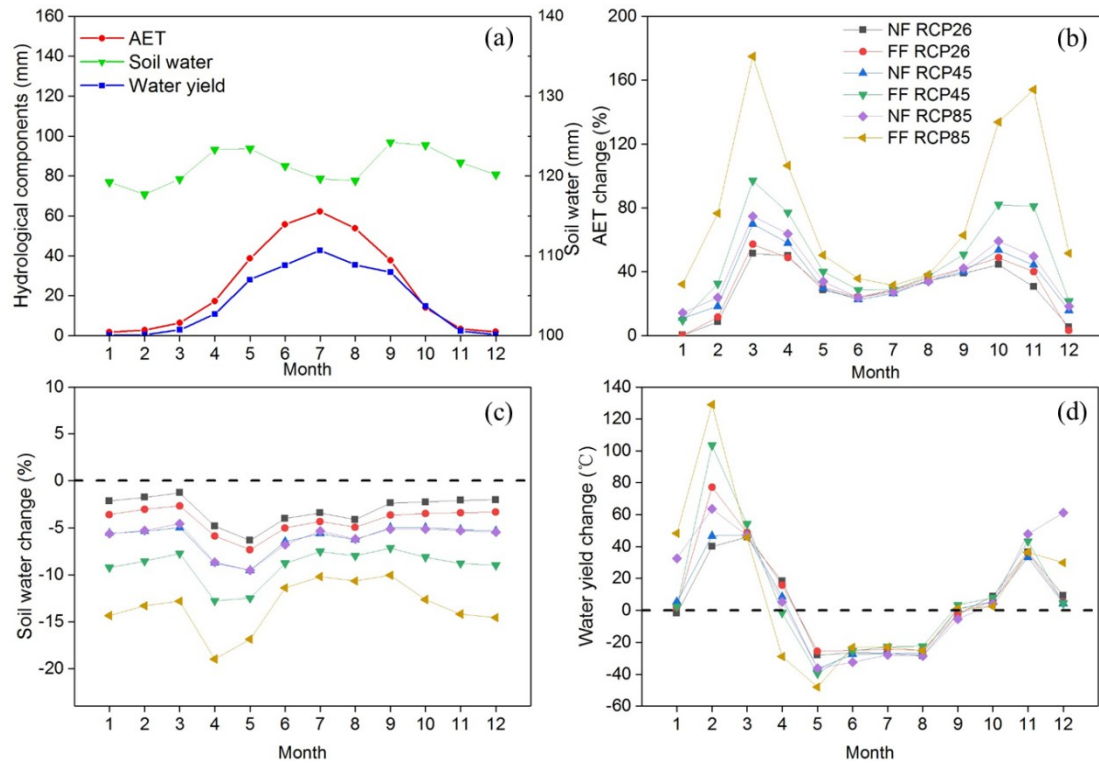 (a)
AET
Soil water
Water yield
Hydrological components (mm)
160
140
120
100
80
60
40
20
0
140
130
120
110
100
Soil water (mm)
1 2 3 4 5 6 7 8 9 10 11 12
Month
(b)
NF RCP26
FF RCP26
NF RCP45
FF RCP45
NF RCP85
FF RCP85
AET change (%)
200
160
120
80
40
0
1 2 3 4 5 6 7 8 9 10 11 12
Month
(c)
Soil water change (%)
10
5
0
-5
-10
-15
-20
1 2 3 4 5 6 7 8 9 10 11 12
Month
(d)
Water yield change (℃)
140
120
100
80
60
40
20
0
-20
-40
-60
1 2 3 4 5 6 7 8 9 10 11 12
Month